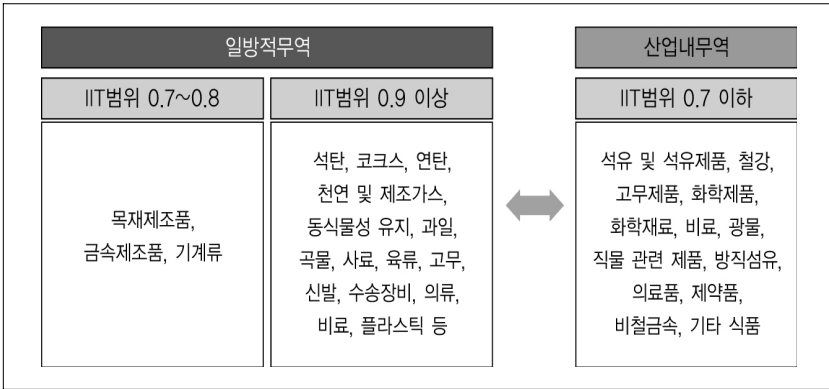 일방적무역
산업내무역
IIT범위 0.7~0.8
IIT범위 0.9 이상
IIT범위 0.7 이하
목재제조품,
금속제조품, 기계류
석탄, 코크스, 연탄,
천연 및 제조가스,
동식물성 유지, 과일,
곡물, 사료, 육류, 고무,
신발, 수송장비, 의류,
비료, 플라스틱 등
석유 및 석유제품, 철강,
고무제품, 화학제품,
화학재료, 비료, 광물,
직물 관련 제품, 방직섬유,
의료품, 제약품,
비철금속, 기타 식품